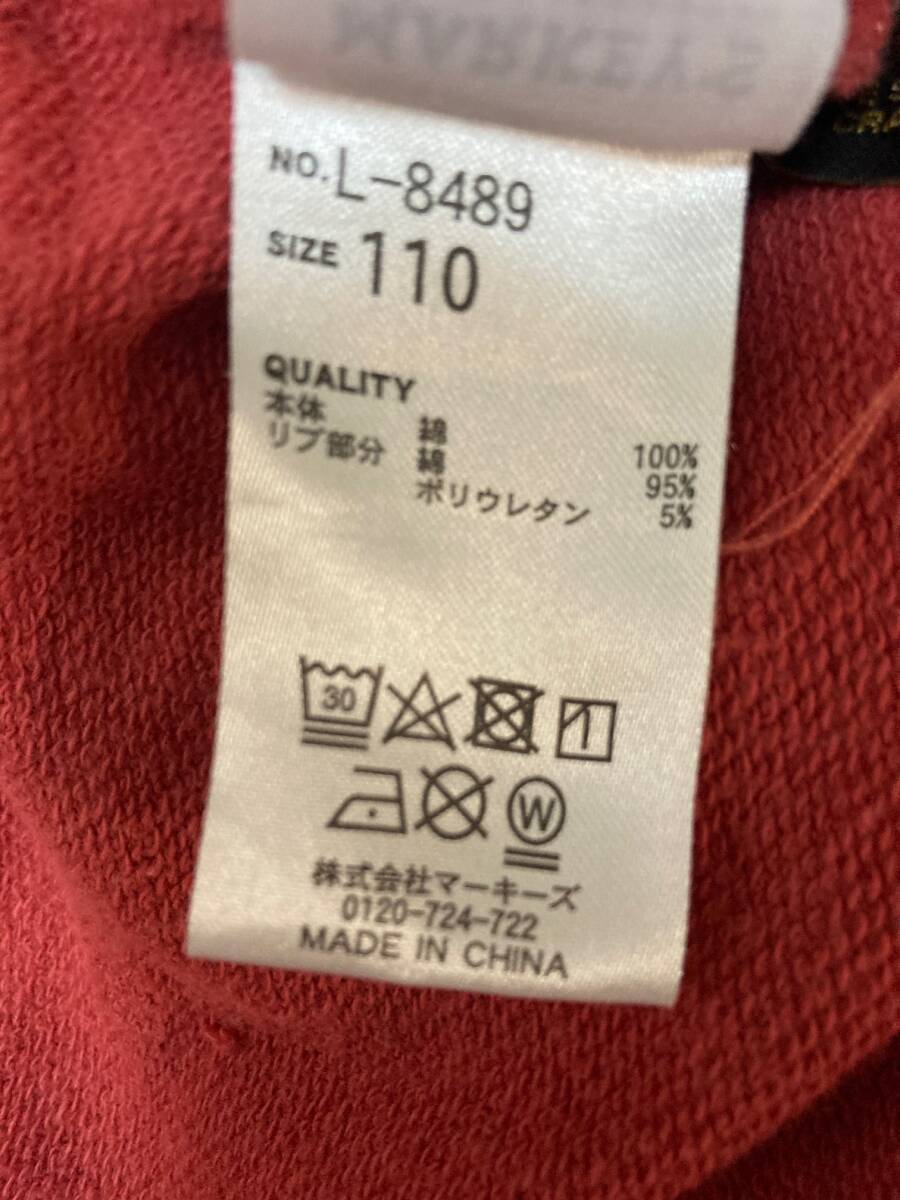 MARKEY'S
NO. L-8489
SIZE 110
QUALITY
本体 綿 100%
リブ部分 綿 95%
ポリウレタン 5%
30
1
W
株式会社マーキーズ
0120-724-722
MADE IN CHINA